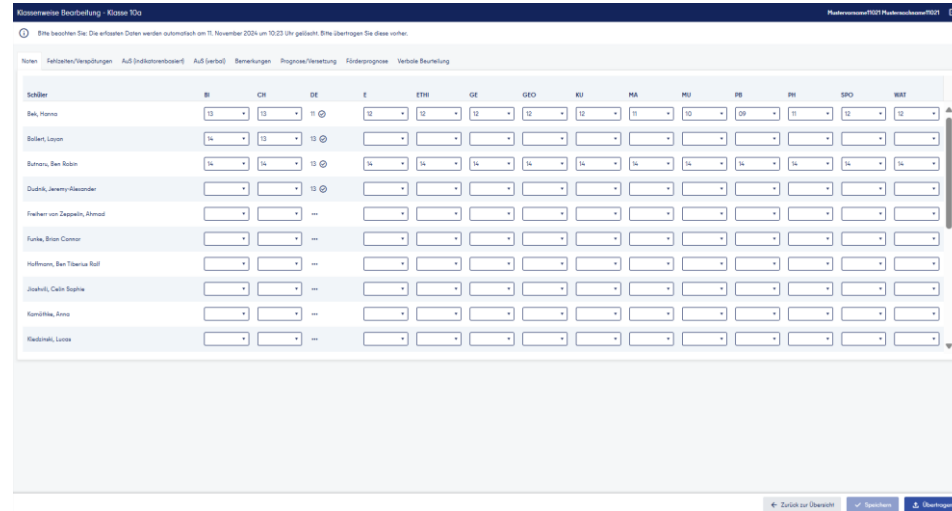 Klassenweise Bearbeitung - Klasse 10a Mustervorname11021 Musternachname11021
Bitte beachten Sie: Die erfassten Daten werden automatisch am 11. November 2024 um 10:23 Uhr gelöscht. Bitte übertragen Sie diese vorher.
Noten Fehlzeiten/Verspätungen AuS (indikatorenbasiert) AuS (verbal) Bemerkungen Prognose/Versetzung Förderprognose Verbale Beurteilung
Schüler BI CH DE E ETHI GE GEO KU MA MU PB PH SPO WAT
Bek, Hanna 13 13 11 12 12 12 12 12 11 10 09 11 12 12
Ballert, Layan 14 13 13
Butnaru, Ben Robin 14 14 13 14 14 14 14 14 14 14 14 14 14 14
Dudnik, Jeremy-Alexander 13
Freiherr von Zeppelin, Ahmad ---
Funke, Brian Connor ---
Hoffmann, Ben Tiberius Ralf ---
Jioshvili, Celin Sophie ---
Kamöthke, Anna ---
Kledzinski, Lucas ---
← Zurück zur Übersicht Speichern Übertragen